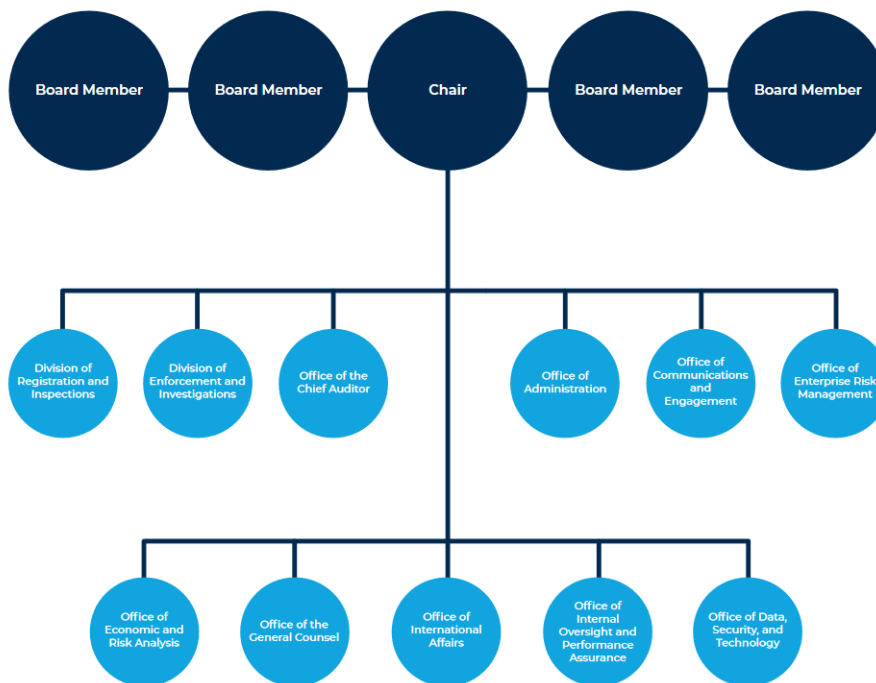 Board Member
Board Member
Chair
Board Member
Board Member
Division of
Registration and
Inspections
Division of
Enforcement and
Investigations
Office of the
Chief Auditor
Office of
Administration
Office of
Communications
and
Engagement
Office of
Enterprise Risk
Management
Office of
Economic and
Risk Analysis
Office of the
General Counsel
Office of
International
Affairs
Office of
Internal
Oversight and
Performance
Assurance
Office of Data,
Security, and
Technology